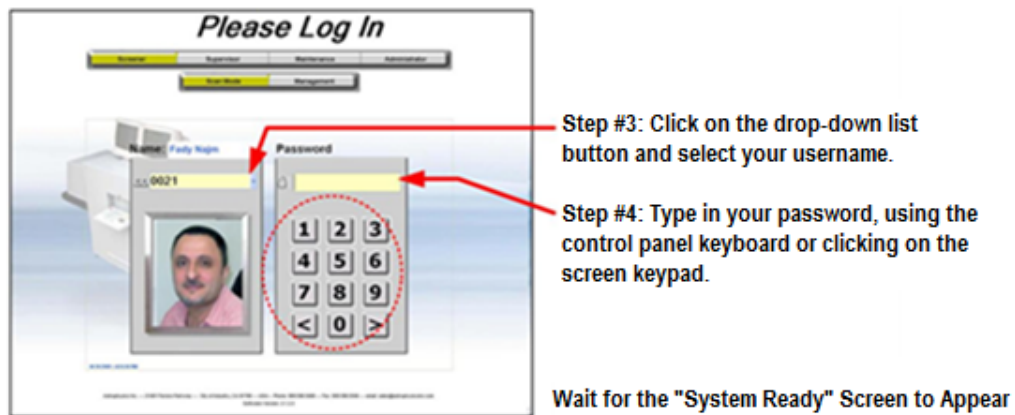 Please Log In
Screener Supervisor Maintenance Administrator
Scan Mode Management
Name: Fady Najm Password
<< 0021
1 2 3
4 5 6
7 8 9
< 0 >
Step #3: Click on the drop-down list
button and select your username.
Step #4: Type in your password, using the
control panel keyboard or clicking on the
screen keypad.
Wait for the "System Ready" Screen to Appear